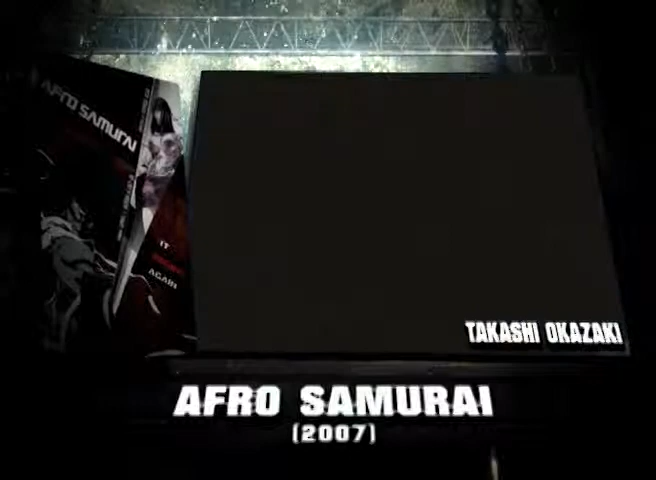 AFRO SAMURAI
IT
AGAIN
TAKASHI OKAZAKI
AFRO SAMURAI
(2007)